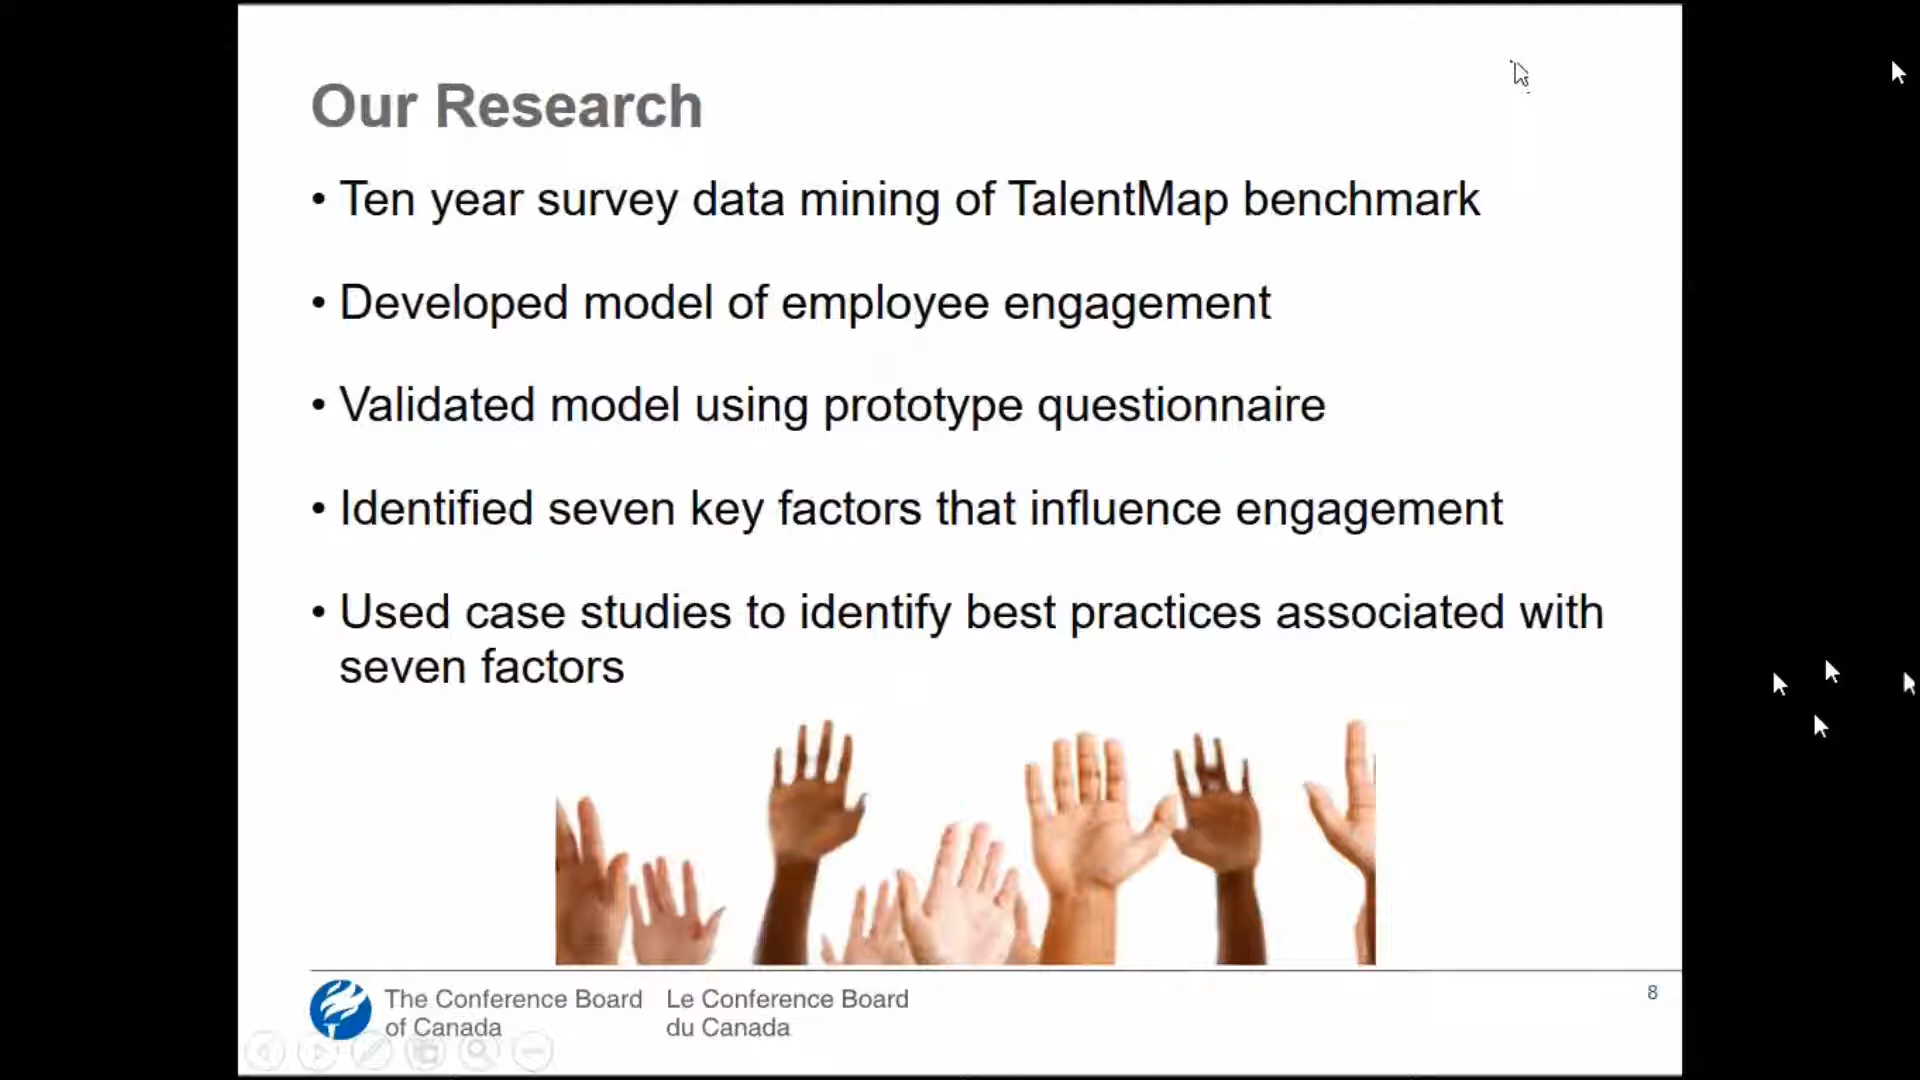 Our Research
• Ten year survey data mining of TalentMap benchmark
• Developed model of employee engagement
• Validated model using prototype questionnaire
• Identified seven key factors that influence engagement
• Used case studies to identify best practices associated with
seven factors
The Conference Board
of Canada
Le Conference Board
du Canada
8